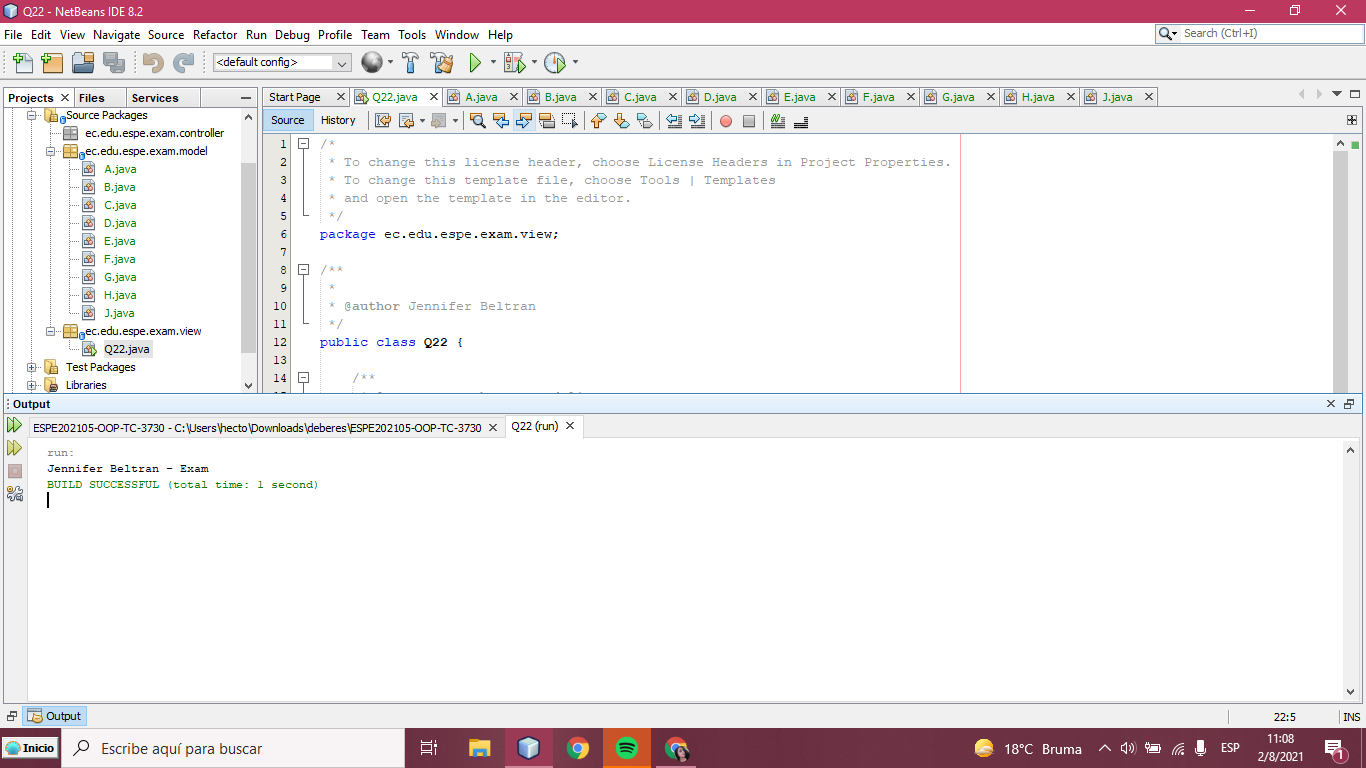 Q22 - NetBeans IDE 8.2
File Edit View Navigate Source Refactor Run Debug Profile Team Tools Window Help
Search (Ctrl+I)
<default config>
Projects Files Services
Source Packages
ec.edu.espe.exam.controller
ec.edu.espe.exam.model
A.java
B.java
C.java
D.java
E.java
F.java
G.java
H.java
J.java
ec.edu.espe.exam.view
Q22.java
Test Packages
Libraries
Start Page Q22.java A.java B.java C.java D.java E.java F.java G.java H.java J.java
Source History
1 /*
2 * To change this license header, choose License Headers in Project Properties.
3 * To change this template file, choose Tools | Templates
4 * and open the template in the editor.
5 */
6 package ec.edu.espe.exam.view;
7
8 /**
9 *
10 * @author Jennifer Beltran
11 */
12 public class Q22 {
13
14 /**
Output
ESPE202105-OOP-TC-3730 - C:\Users\hecto\Downloads\deberes\ESPE202105-OOP-TC-3730 Q22 (run)
run:
Jennifer Beltran - Exam
BUILD SUCCESSFUL (total time: 1 second)
Output
22:5 INS
Inicio
Escribe aquí para buscar
18°C Bruma
ESP
11:08
2/8/2021
1